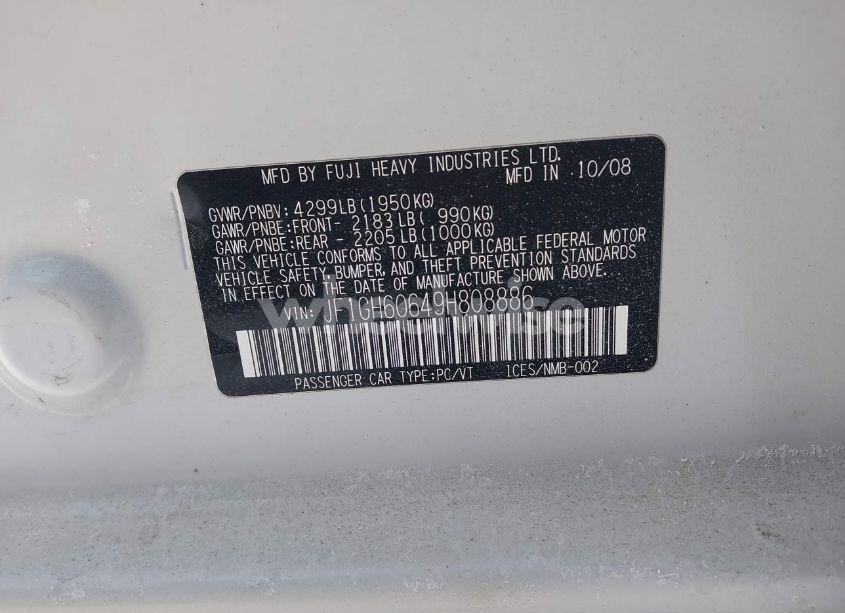 MFD BY FUJI HEAVY INDUSTRIES LTD.
MFD IN 10/08
GVWR/PNBV: 4299LB(1950KG)
GAWR/PNBE:FRONT- 2183LB( 990KG)
GAWR/PNBE:REAR - 2205LB(1000KG)
THIS VEHICLE CONFORMS TO ALL APPLICABLE FEDERAL MOTOR
VEHICLE SAFETY, BUMPER, AND THEFT PREVENTION STANDARDS
IN EFFECT ON THE DATE OF MANUFACTURE SHOWN ABOVE.
VIN: JF1GH60649H808886
PASSENGER CAR TYPE:PC/VT ICES/NMB-002